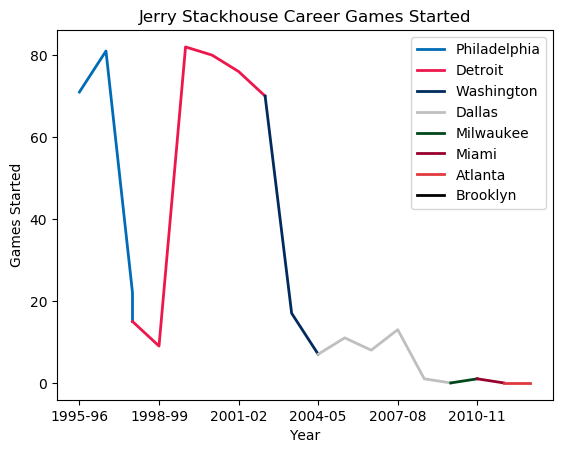 Jerry Stackhouse Career Games Started
Philadelphia
Detroit
Washington
Dallas
Milwaukee
Miami
Atlanta
Brooklyn
Games Started
80
60
40
20
0
1995-96
1998-99
2001-02
2004-05
2007-08
2010-11
Year